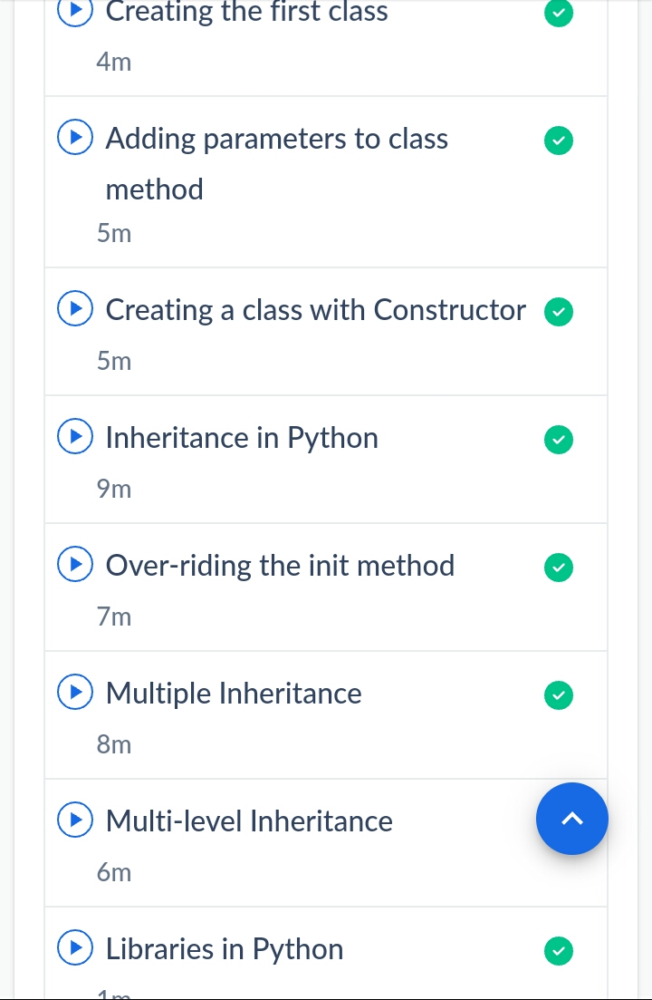 Creating the first class
4m
Adding parameters to class
method
5m
Creating a class with Constructor
5m
Inheritance in Python
9m
Over-riding the init method
7m
Multiple Inheritance
8m
Multi-level Inheritance
6m
Libraries in Python
1m